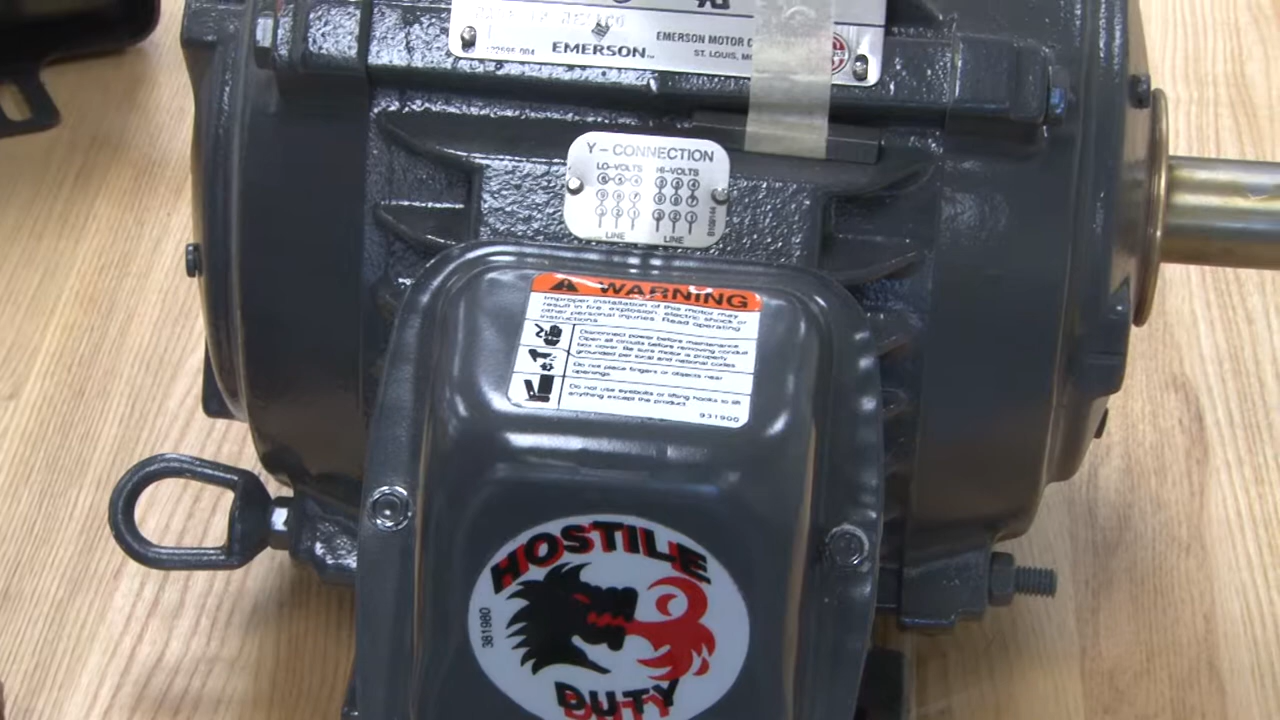 EMERSON™
EMERSON MOTOR
ST. LOUIS,
Y – CONNECTION
LO–VOLTS HI–VOLTS
LINE LINE
WARNING
Improper installation of this motor may
result in fire, explosion, electric shock or
other personal injuries. Read operating
instructions.
Disconnect power before maintenance.
Open all circuits before removing conduit
box cover. Be sure motor is properly
grounded per local and national codes
Do not place fingers or objects near
openings.
Do not use eyebolts or lifting hooks to lift
anything except the product.
931900
HOSTILE
381980
DUTY